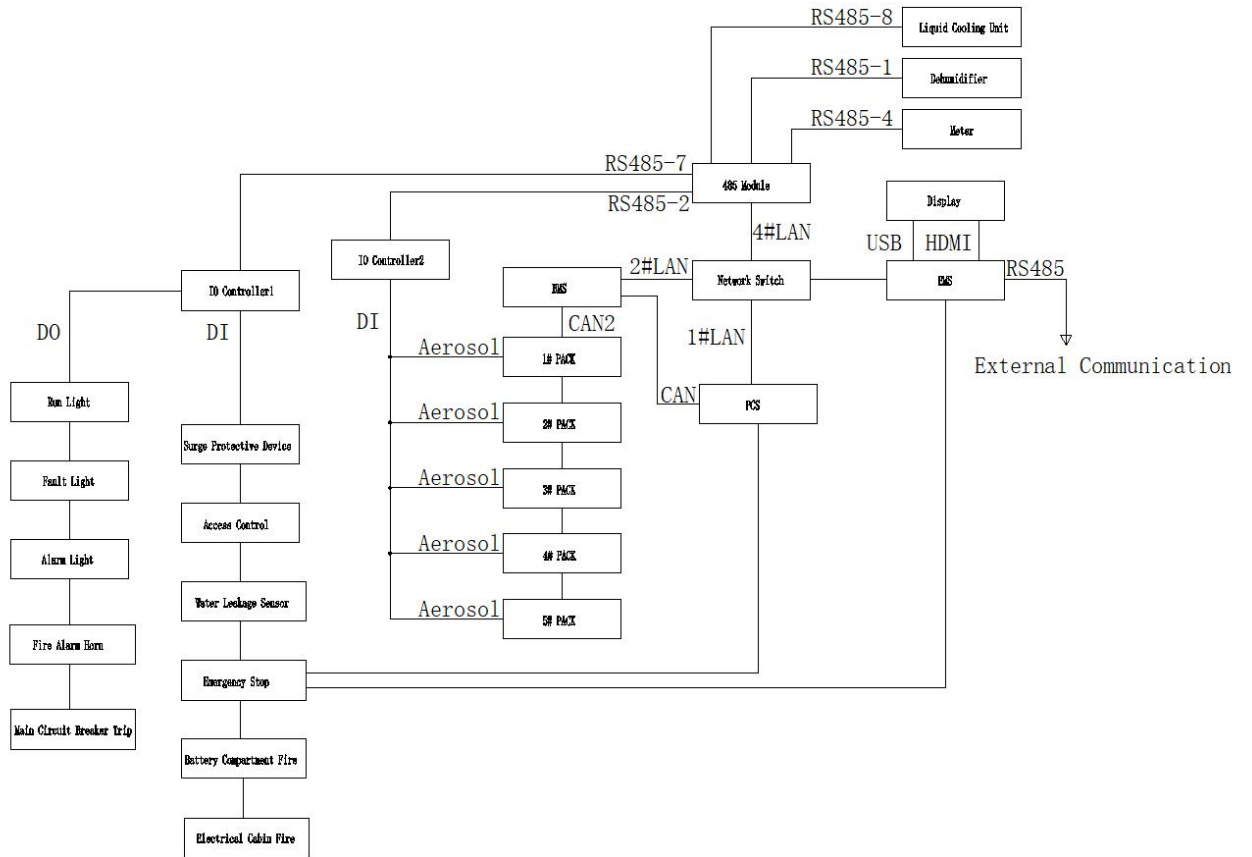 RS485-8
Liquid Cooling Unit
RS485-1
Dehumidifier
RS485-4
Meter
RS485-7
485 Module
RS485-2
Display
4#LAN
USB
HDMI
IO Controller2
2#LAN
Network Switch
EMS
RS485
IO Controller1
BMS
DO
DI
DI
CAN2
1#LAN
Aerosol
1# PACK
External Communication
Run Light
CAN
PCS
Aerosol
2# PACK
Surge Protective Device
Fault Light
Aerosol
3# PACK
Access Control
Alarm Light
Aerosol
4# PACK
Water Leakage Sensor
Aerosol
5# PACK
Fire Alarm Horn
Emergency Stop
Main Circuit Breaker Trip
Battery Compartment Fire
Electrical Cabin Fire